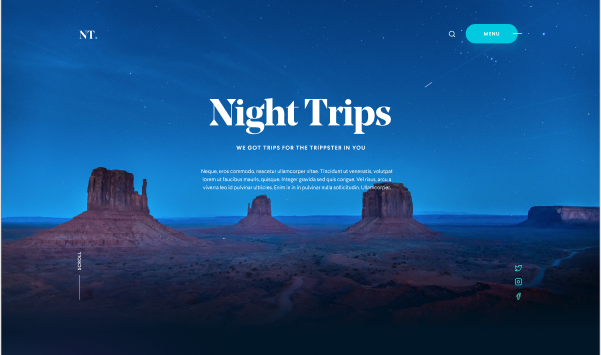 NT.
MENU
Night Trips
WE GOT TRIPS FOR THE TRIPPSTER IN YOU
Neque, eros commodo, nascetur ullamcorper vitae. Tincidunt ut venenatis, volutpat
lorem ut faucibus mauris, quisque. Integer gravida sed quis congue. Vel risus, arcu a
viverra leo id pulvinar ultricies. Enim in in in pulvinar nulla sollicitudin. Ullamcorper.
SCROLL